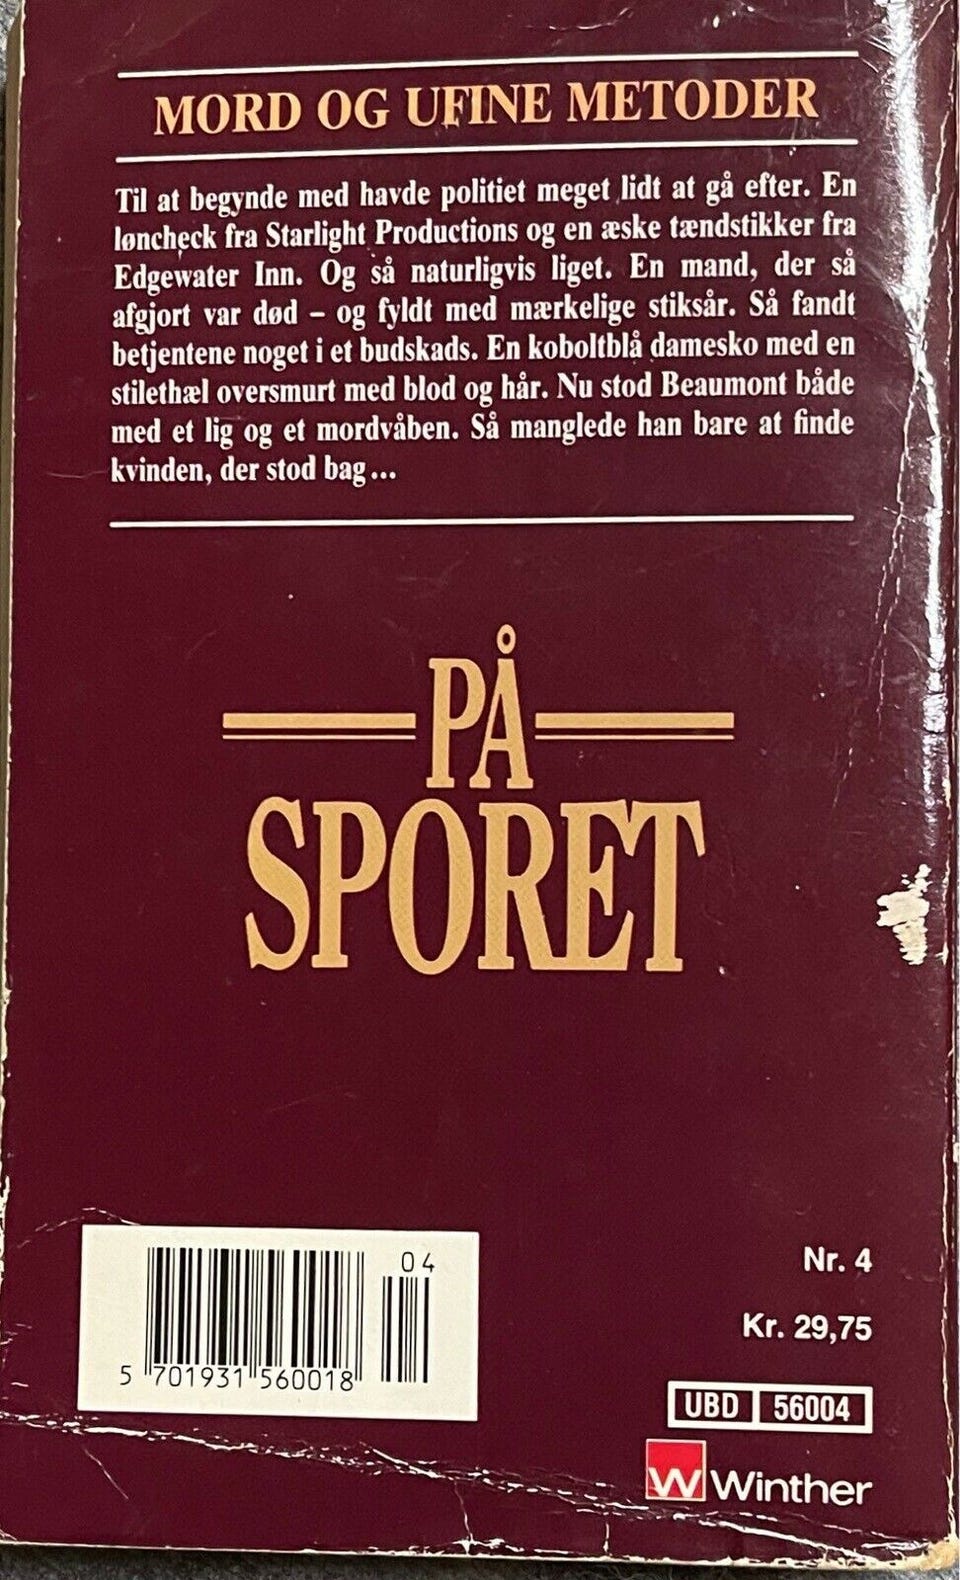 MORD OG UFINE METODER
Til at begynde med havde politiet meget lidt at gå efter. En
løncheck fra Starlight Productions og en æske tændstikker fra
Edgewater Inn. Og så naturligvis liget. En mand, der så
afgjort var død – og fyldt med mærkelige stiksår. Så fandt
betjentene noget i et budskads. En koboltblå damesko med en
stilethæl oversmurt med blod og hår. Nu stod Beaumont både
med et lig og et mordvåben. Så manglede han bare at finde
kvinden, der stod bag...
PÅ
SPORET
04
5 701931 560018
Nr. 4
Kr. 29,75
UBD 56004
W Winther